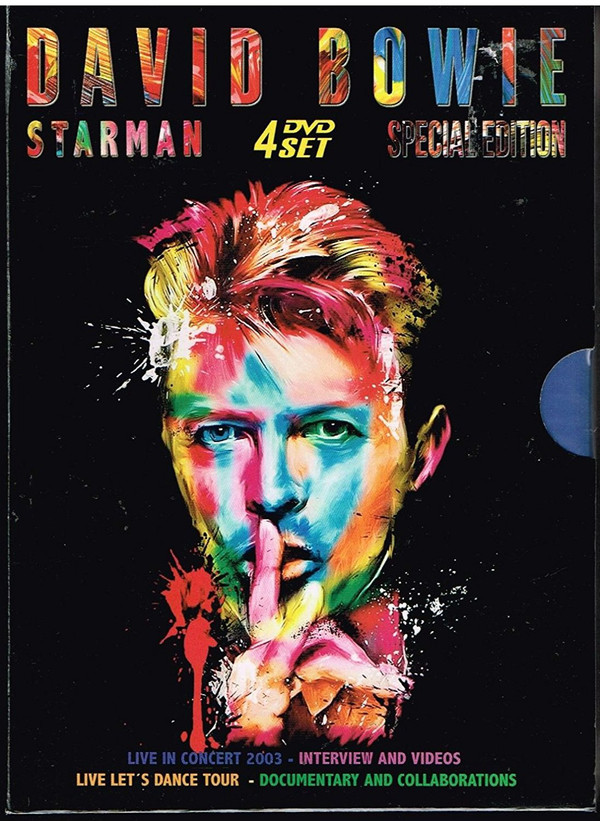 DAVID BOWIE
STARMAN 4 DVD SET SPECIAL EDITION
LIVE IN CONCERT 2003 - INTERVIEW AND VIDEOS
LIVE LET´S DANCE TOUR - DOCUMENTARY AND COLLABORATIONS